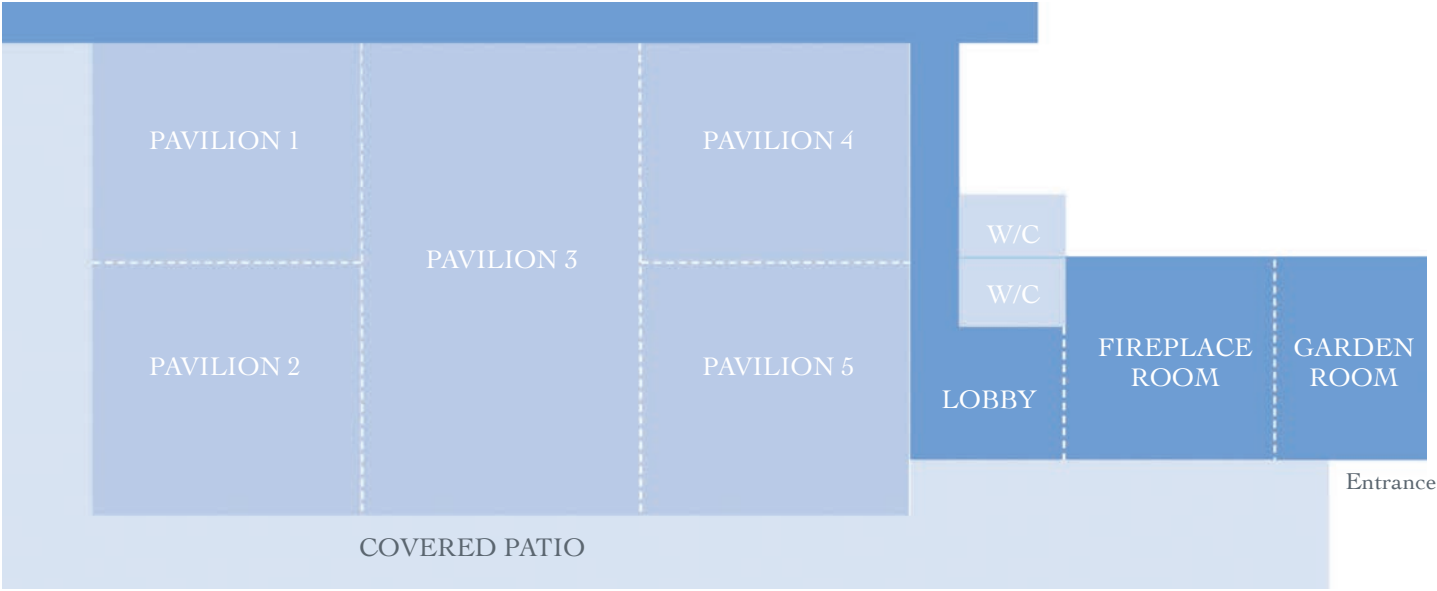 PAVILION 1
PAVILION 4
W/C
PAVILION 3
W/C
PAVILION 2
PAVILION 5
FIREPLACE
ROOM
GARDEN
ROOM
LOBBY
Entrance
COVERED PATIO